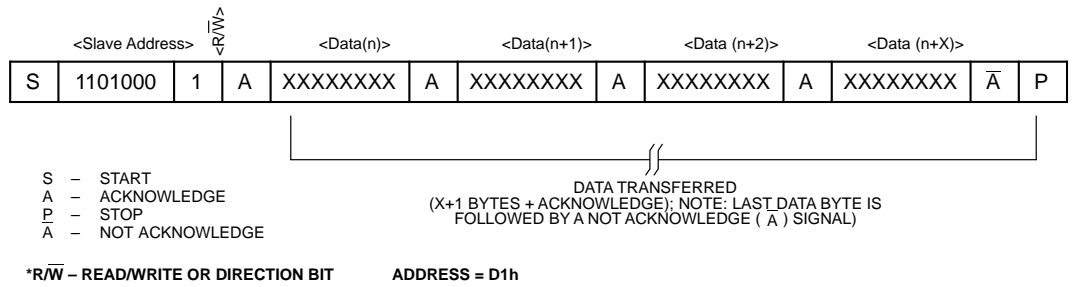 <R/W̅>
<Slave Address> <Data(n)> <Data(n+1)> <Data (n+2)> <Data (n+X)>
S 1101000 1 A XXXXXXXX A XXXXXXXX A XXXXXXXX A XXXXXXXX A̅ P
S – START
A – ACKNOWLEDGE
P – STOP
A̅ – NOT ACKNOWLEDGE
DATA TRANSFERRED
(X+1 BYTES + ACKNOWLEDGE); NOTE: LAST DATA BYTE IS
FOLLOWED BY A NOT ACKNOWLEDGE ( A̅ ) SIGNAL)
*R/W̅ – READ/WRITE OR DIRECTION BIT ADDRESS = D1h